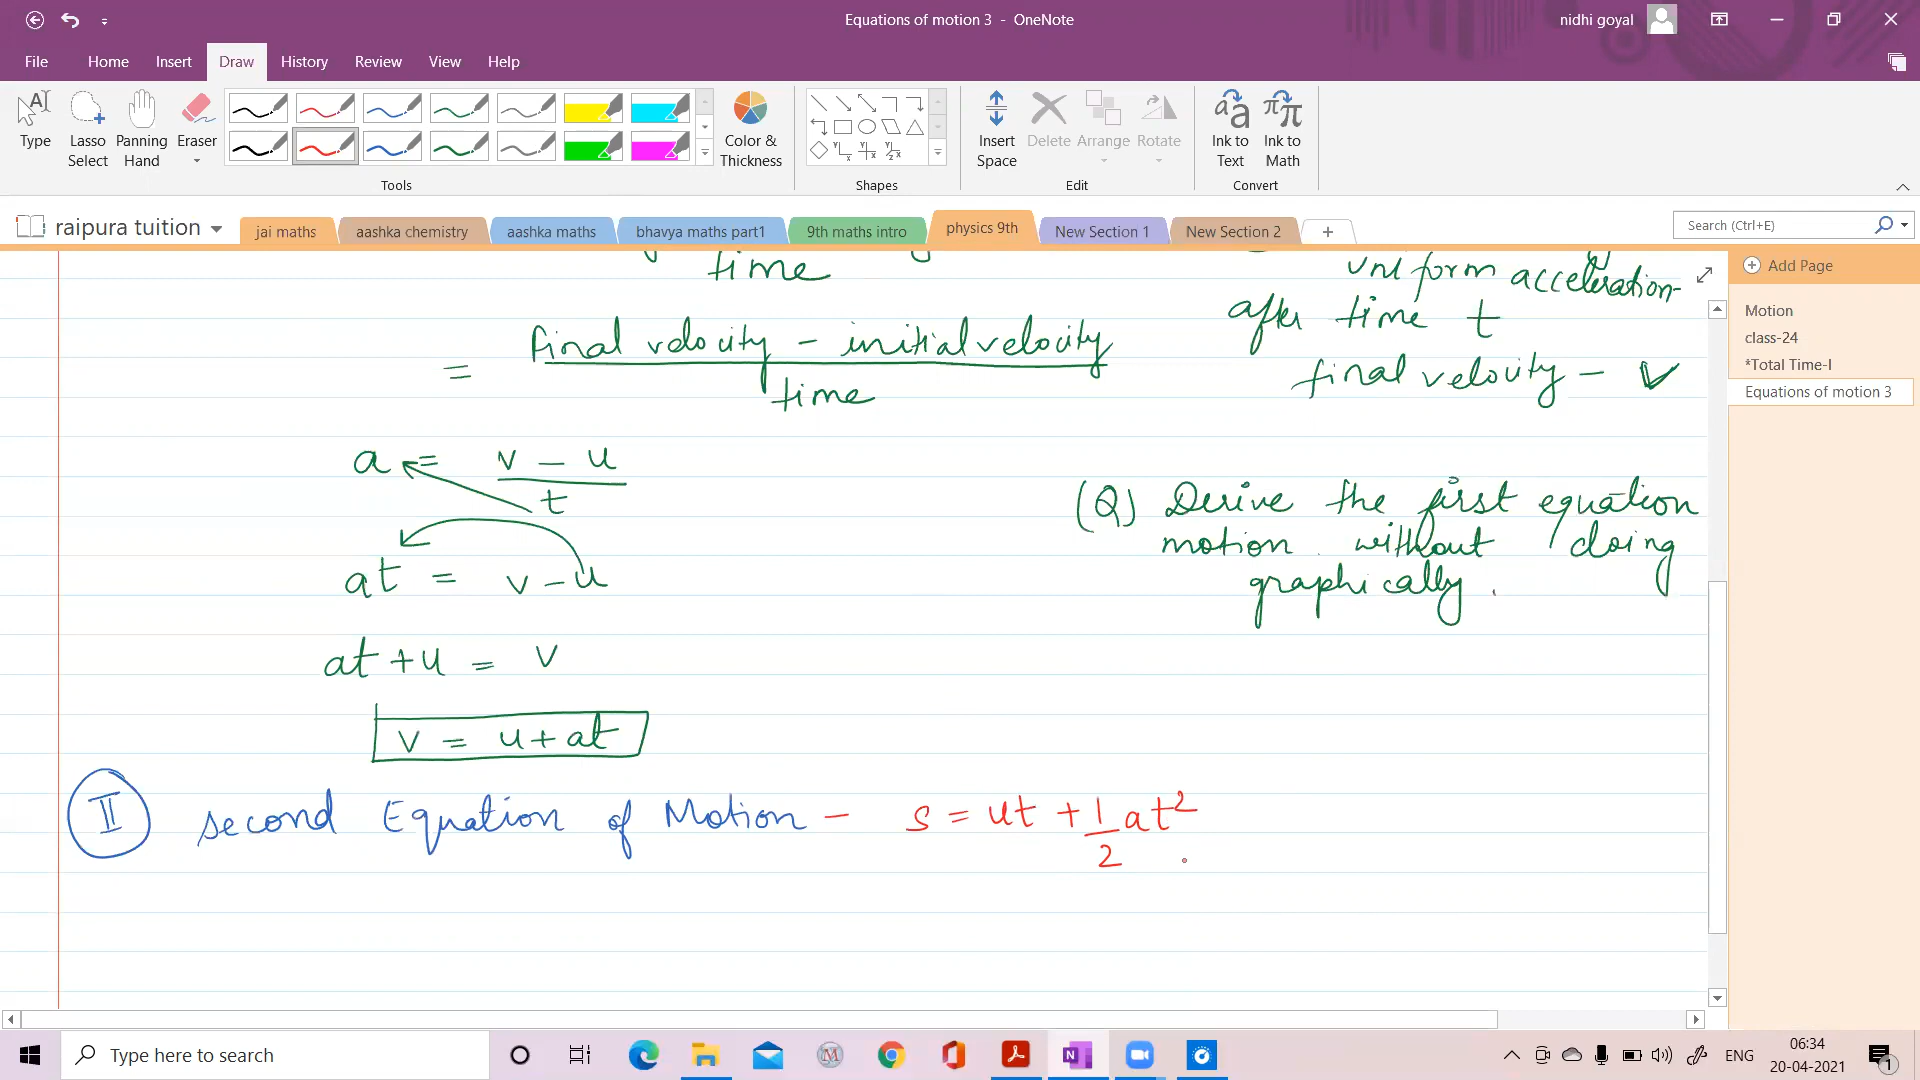 Equations of motion 3 - OneNote
nidhi goyal
File Home Insert Draw History Review View Help
Type
Lasso Select
Panning Hand
Eraser
Color & Thickness
Insert Space
Delete
Arrange
Rotate
Ink to Text
Ink to Math
Tools
Shapes
Edit
Convert
raipura tuition
jai maths
aashka chemistry
aashka maths
bhavya maths part1
9th maths intro
physics 9th
New Section 1
New Section 2
Search (Ctrl+E)
Add Page
Motion
class-24
*Total Time-I
Equations of motion 3
time
= final velocity - initial velocity
time
uniform acceleration-
after time t
final velocity - v
a = v - u
t
at = v - u
at + u = v
v = u + at
(Q) Derive the first equation
motion without doing
graphically.
II second Equation of Motion - s = ut + 1/2 at²
Type here to search
ENG
06:34
20-04-2021
1